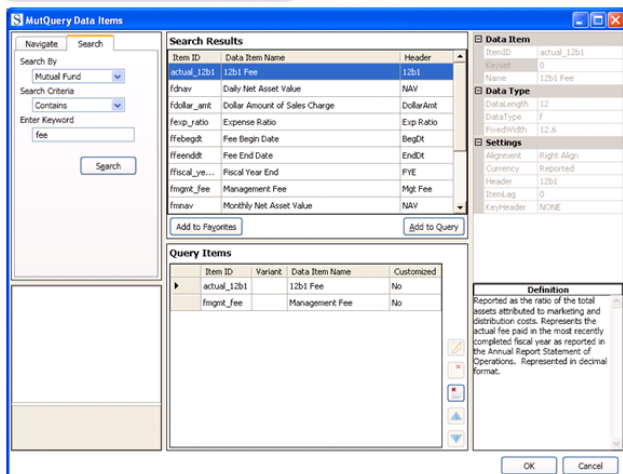 MutQuery Data Items
Navigate Search
Search By
Mutual Fund
Search Criteria
Contains
Enter Keyword
fee
Search
Search Results
Item ID Data Item Name Header
actual_12b1 12b1 Fee 12b1
fdnav Daily Net Asset Value NAV
fdollar_amt Dollar Amount of Sales Charge DollarAmt
fexp_ratio Expense Ratio Exp Ratio
ffebegdt Fee Begin Date BegDt
ffeenddt Fee End Date EndDt
ffiscal_ye... Fiscal Year End FYE
fmgmt_fee Management Fee Mgt Fee
fmnav Monthly Net Asset Value NAV
Add to Favorites Add to Query
Query Items
Item ID Variant Data Item Name Customized
actual_12b1 12b1 Fee No
fmgmt_fee Management Fee No
Data Item
ItemID actual_12b1
Keyset 0
Name 12b1 Fee
Data Type
DataLength 12
DataType f
FixedWidth 12.6
Settings
Alignment Right Align
Currency Reported
Header 12b1
ItemLag 0
KeyHeader NONE
Definition
Reported as the ratio of the total
assets attributed to marketing and
distribution costs. Represents the
actual fee paid in the most recently
completed fiscal year as reported in
the Annual Report Statement of
Operations. Represented in decimal
format.
OK Cancel